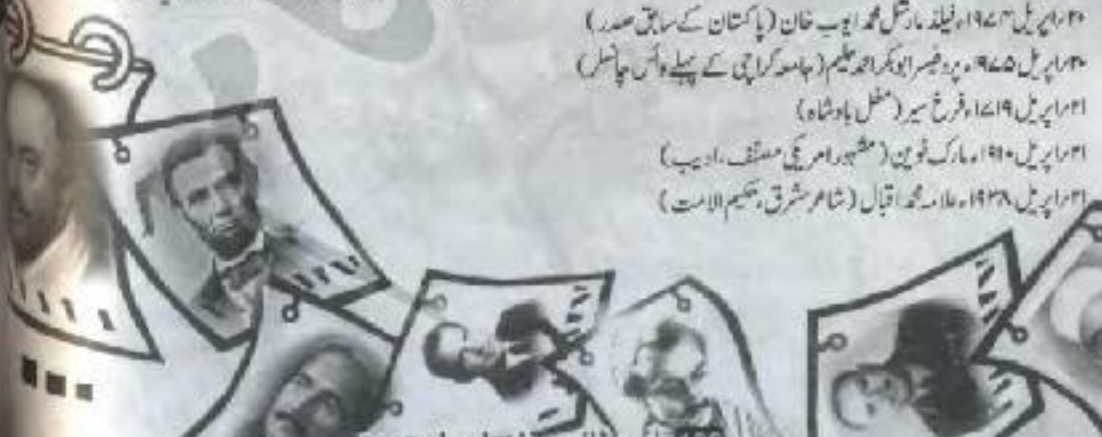 ۲۰؍اپریل ۱۹۷۴ء، فیلڈ مارشل محمد ایوب خان (پاکستان کے سابق صدر)
۲۰؍اپریل ۱۹۷۵ء، پروفیسر ابوبکر احمد حلیم (جامعہ کراچی کے پہلے وائس چانسلر)
۲۱؍اپریل ۱۷۱۹ء، فرخ سیر (مغل بادشاہ)
۲۱؍اپریل ۱۹۱۰ء، مارک ٹوین (مشہور امریکی مصنف، ادیب)
۲۱؍اپریل ۱۹۳۸ء، علامہ محمد اقبال (شاعر مشرق، حکیم الامت)